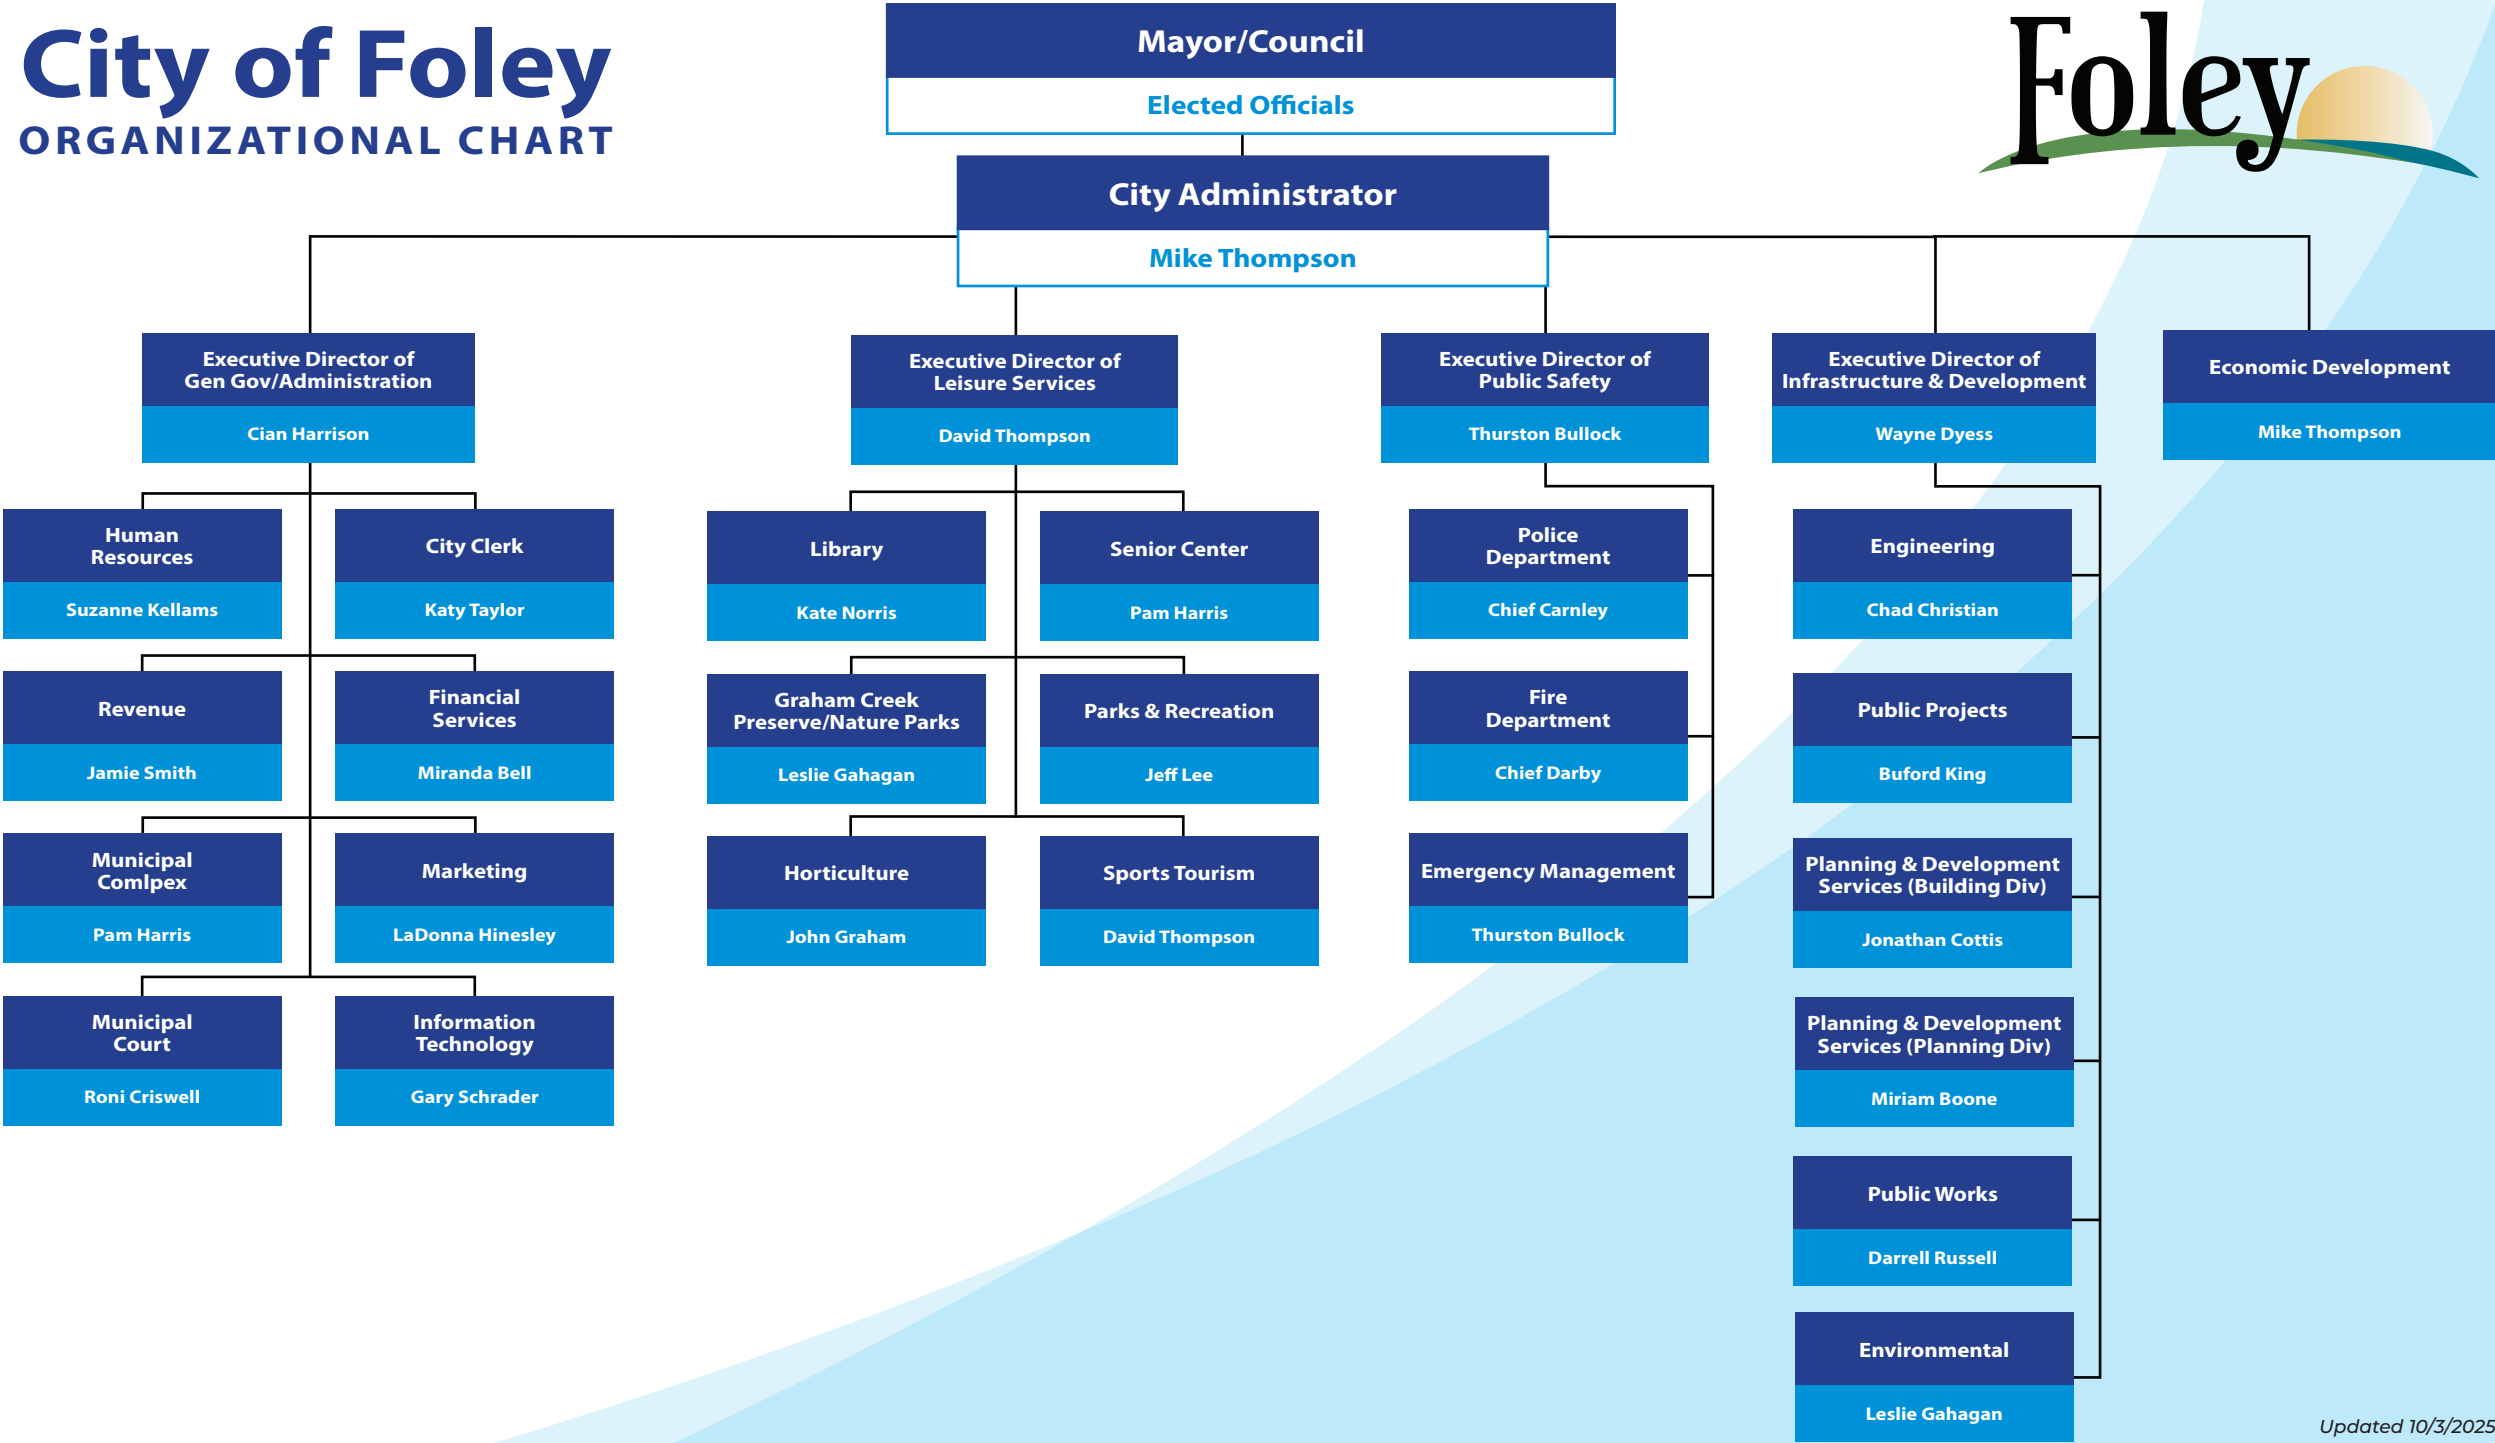 City of Foley
ORGANIZATIONAL CHART
Mayor/Council
Elected Officials
Foley
City Administrator
Mike Thompson
Executive Director of
Gen Gov/Administration
Cian Harrison
Executive Director of
Leisure Services
David Thompson
Executive Director of
Public Safety
Thurston Bullock
Executive Director of
Infrastructure & Development
Wayne Dyess
Economic Development
Mike Thompson
Human
Resources
Suzanne Kellams
City Clerk
Katy Taylor
Revenue
Jamie Smith
Financial
Services
Miranda Bell
Municipal
Comlpex
Pam Harris
Marketing
LaDonna Hinesley
Municipal
Court
Roni Criswell
Information
Technology
Gary Schrader
Library
Kate Norris
Senior Center
Pam Harris
Graham Creek
Preserve/Nature Parks
Leslie Gahagan
Parks & Recreation
Jeff Lee
Horticulture
John Graham
Sports Tourism
David Thompson
Police
Department
Chief Carnley
Fire
Department
Chief Darby
Emergency Management
Thurston Bullock
Engineering
Chad Christian
Public Projects
Buford King
Planning & Development
Services (Building Div)
Jonathan Cottis
Planning & Development
Services (Planning Div)
Miriam Boone
Public Works
Darrell Russell
Environmental
Leslie Gahagan
Updated 10/3/2025